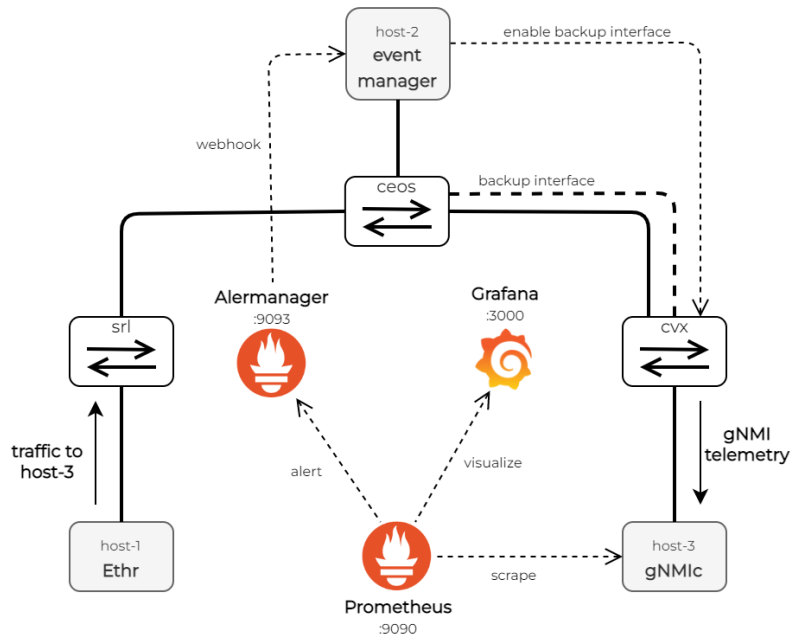 host-2
event
manager
enable backup interface
webhook
ceos
backup interface
Alermanager
:9093
Grafana
:3000
srl
cvx
traffic to
host-3
gNMI
telemetry
alert
visualize
host-1
Ethr
scrape
host-3
gNMIc
Prometheus
:9090